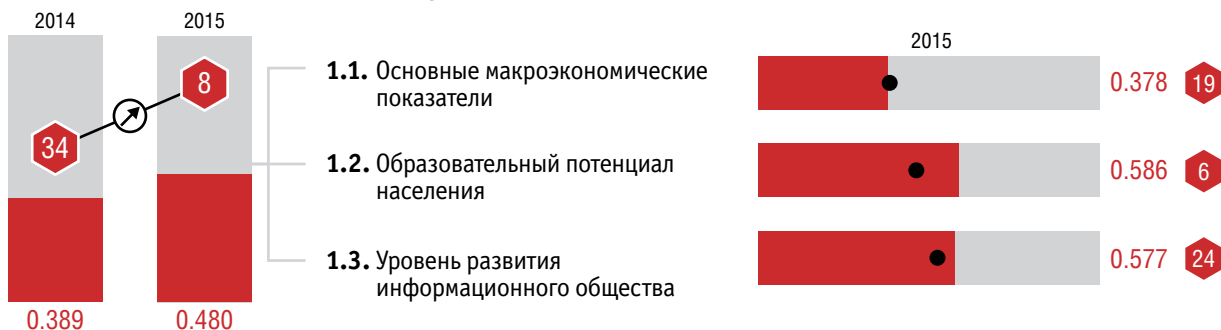 2014
2015
34
8
0.389
0.480
1.1. Основные макроэкономические
показатели
1.2. Образовательный потенциал
населения
1.3. Уровень развития
информационного общества
2015
0.378
19
0.586
6
0.577
24